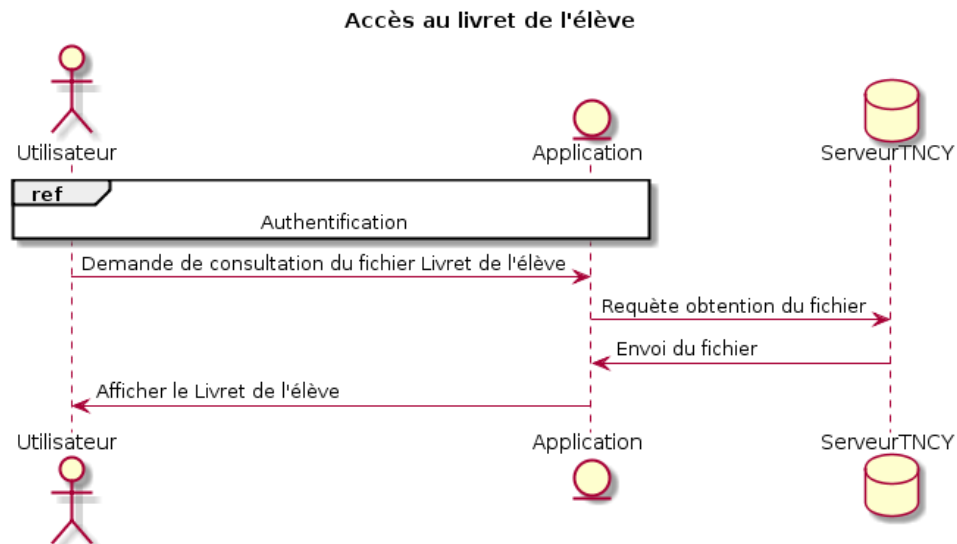 Accès au livret de l'élève
Utilisateur
Application
ServeurTNCY
ref
Authentification
Demande de consultation du fichier Livret de l'élève
Requète obtention du fichier
Envoi du fichier
Afficher le Livret de l'élève
Utilisateur
Application
ServeurTNCY